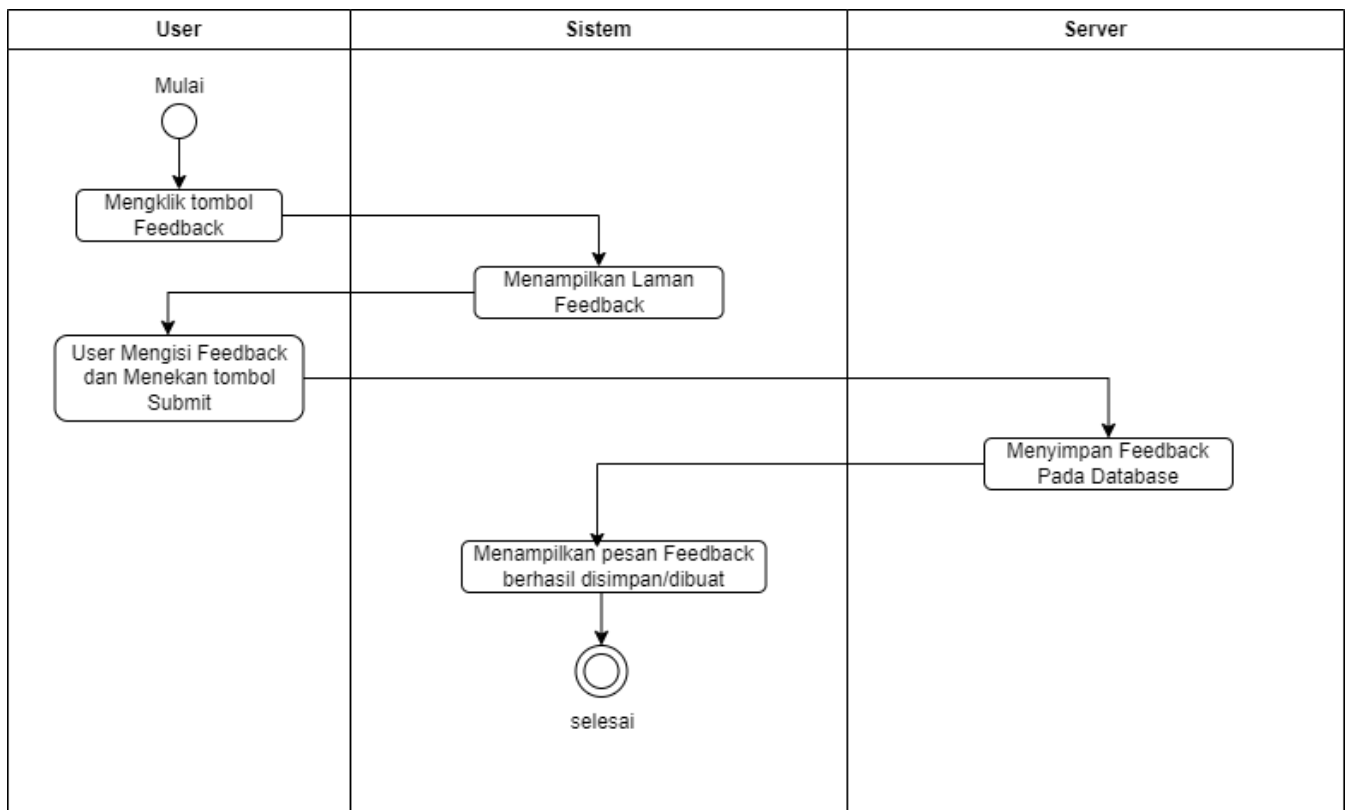 User
Sistem
Server
Mulai
Mengklik tombol
Feedback
Menampilkan Laman
Feedback
User Mengisi Feedback
dan Menekan tombol
Submit
Menyimpan Feedback
Pada Database
Menampilkan pesan Feedback
berhasil disimpan/dibuat
selesai